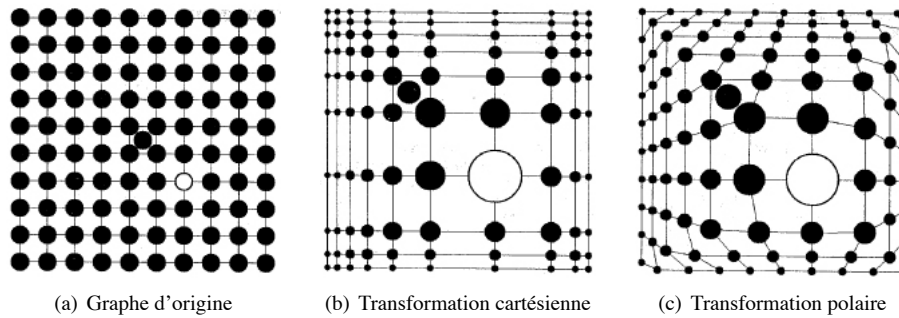 (a) Graphe d'origine
(b) Transformation cartésienne
(c) Transformation polaire